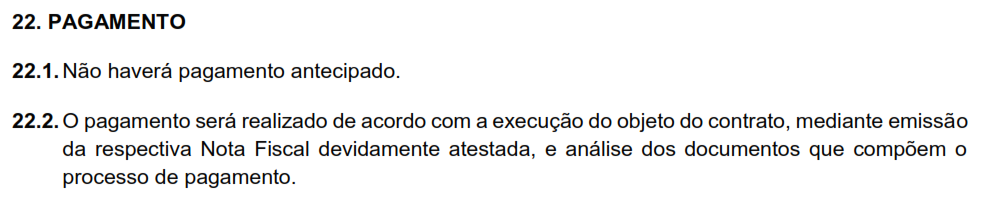 22. PAGAMENTO
22.1. Não haverá pagamento antecipado.
22.2. O pagamento será realizado de acordo com a execução do objeto do contrato, mediante emissão
da respectiva Nota Fiscal devidamente atestada, e análise dos documentos que compõem o
processo de pagamento.